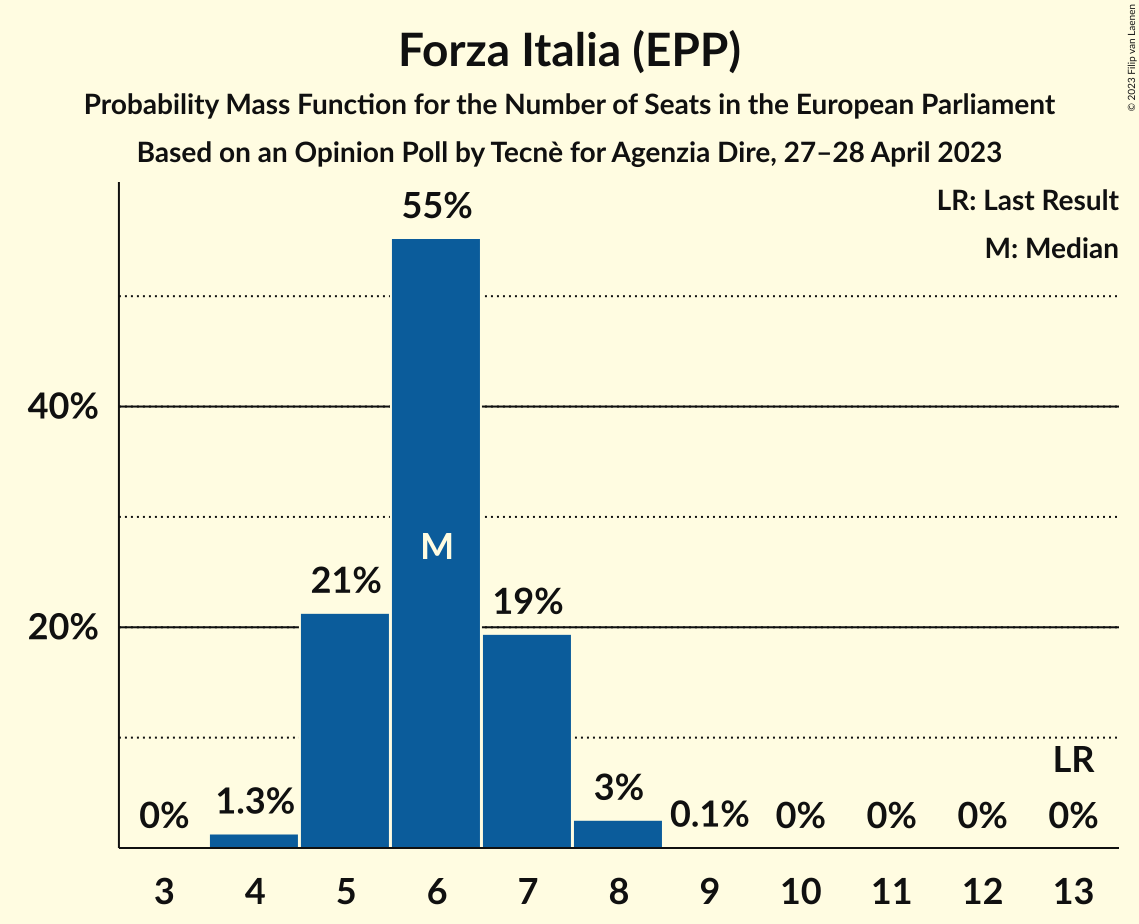 Forza Italia (EPP)
Probability Mass Function for the Number of Seats in the European Parliament
Based on an Opinion Poll by Tecnè for Agenzia Dire, 27–28 April 2023
© 2023 Filip van Laenen
LR: Last Result
M: Median
55%
40%
M
21%
19%
20%
LR
1.3%
3%
0%
0.1%
0%
0%
0%
0%
3 4 5 6 7 8 9 10 11 12 13